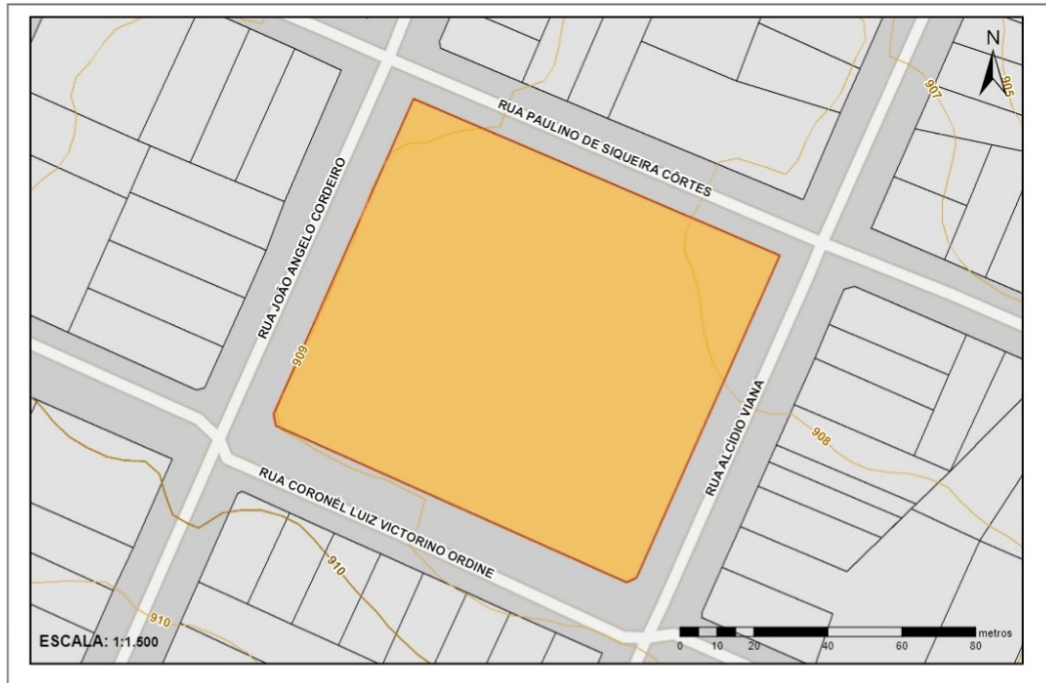 N
905
907
RUA PAULINO DE SIQUEIRA CÔRTES
RUA JOÃO ANGELO CORDEIRO
909
RUA ALCÍDIO VIANA
908
RUA CORONÉL LUIZ VICTORINO ORDINE
910
910
ESCALA: 1:1.500
metros
0 10 20 40 60 80